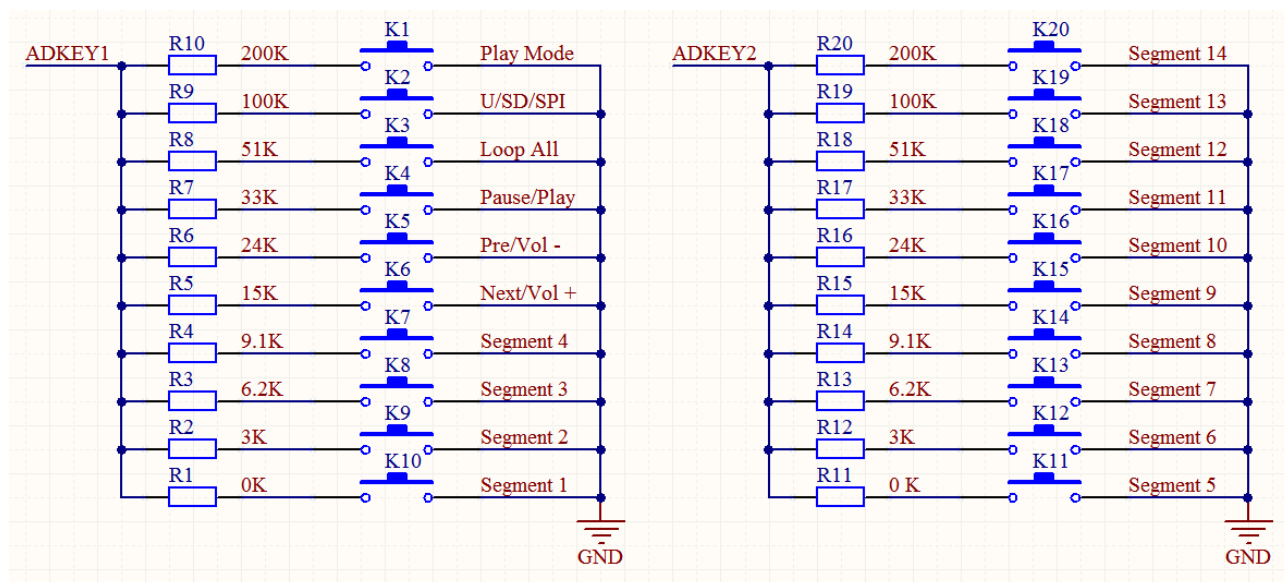 ADKEY1
K1
R10 200K Play Mode
K2
R9 100K U/SD/SPI
K3
R8 51K Loop All
K4
R7 33K Pause/Play
K5
R6 24K Pre/Vol -
K6
R5 15K Next/Vol +
K7
R4 9.1K Segment 4
K8
R3 6.2K Segment 3
K9
R2 3K Segment 2
K10
R1 0K Segment 1
GND
ADKEY2
K20
R20 200K Segment 14
K19
R19 100K Segment 13
K18
R18 51K Segment 12
K17
R17 33K Segment 11
K16
R16 24K Segment 10
K15
R15 15K Segment 9
K14
R14 9.1K Segment 8
K13
R13 6.2K Segment 7
K12
R12 3K Segment 6
K11
R11 0 K Segment 5
GND